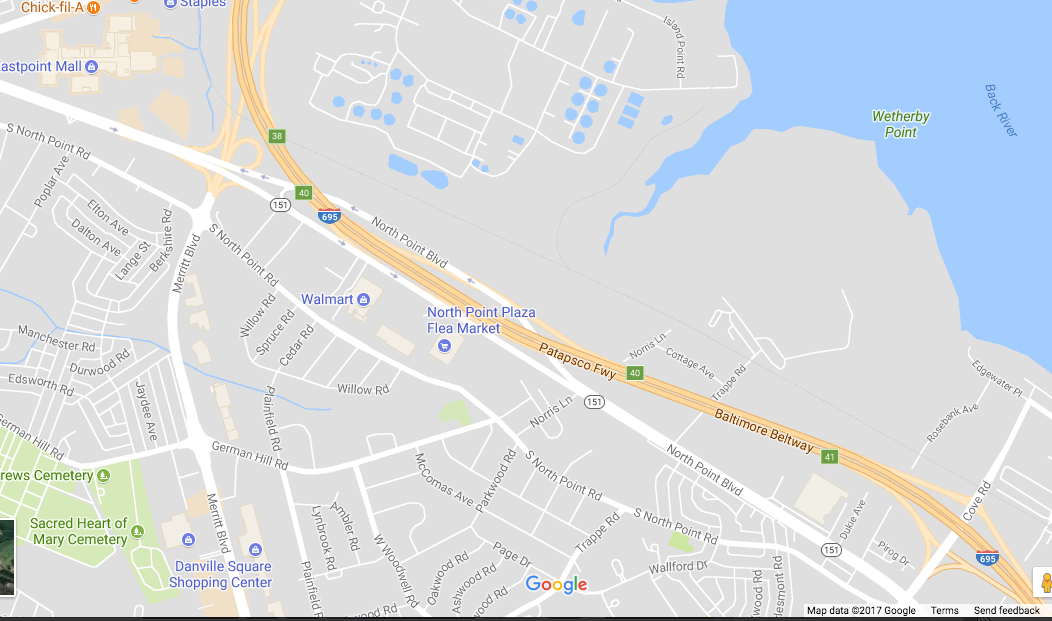 Chick-fil-A
Staples
Eastpoint Mall
Island Point Rd
Back River
Wetherby
Point
38
S North Point Rd
Poplar Ave
40
151
695
Elton Ave
Dalton Ave
Lange St
Berkshire Rd
Merritt Blvd
S North Point Rd
North Point Blvd
Walmart
North Point Plaza
Flea Market
Willow Rd
Spruce Rd
Cedar Rd
Manchester Rd
Durwood Rd
Edsworth Rd
Jaydee Ave
Willow Rd
Plainfield Rd
Patapsco Fwy
40
Norris Ln
Cottage Ave
Trappe Rd
151
Norris Ln
Baltimore Beltway
41
Edgewater Pl
Rosebank Ave
German Hill Rd
German Hill Rd
North Point Blvd
rews Cemetery
McComas Ave
Parkwood Rd
S North Point Rd
Cove Rd
Merritt Blvd
Lynbrook Rd
Ambler Rd
Dukie Ave
Sacred Heart of
Mary Cemetery
S North Point Rd
Trappe Rd
W Woodwell Rd
Page Dr
151
Pirog Dr
695
Danville Square
Shopping Center
Plainfield
Oakwood Rd
Ashwood Rd
Wallford Dr
wood Rd
desmont Rd
Google
Map data ©2017 Google Terms Send feedback